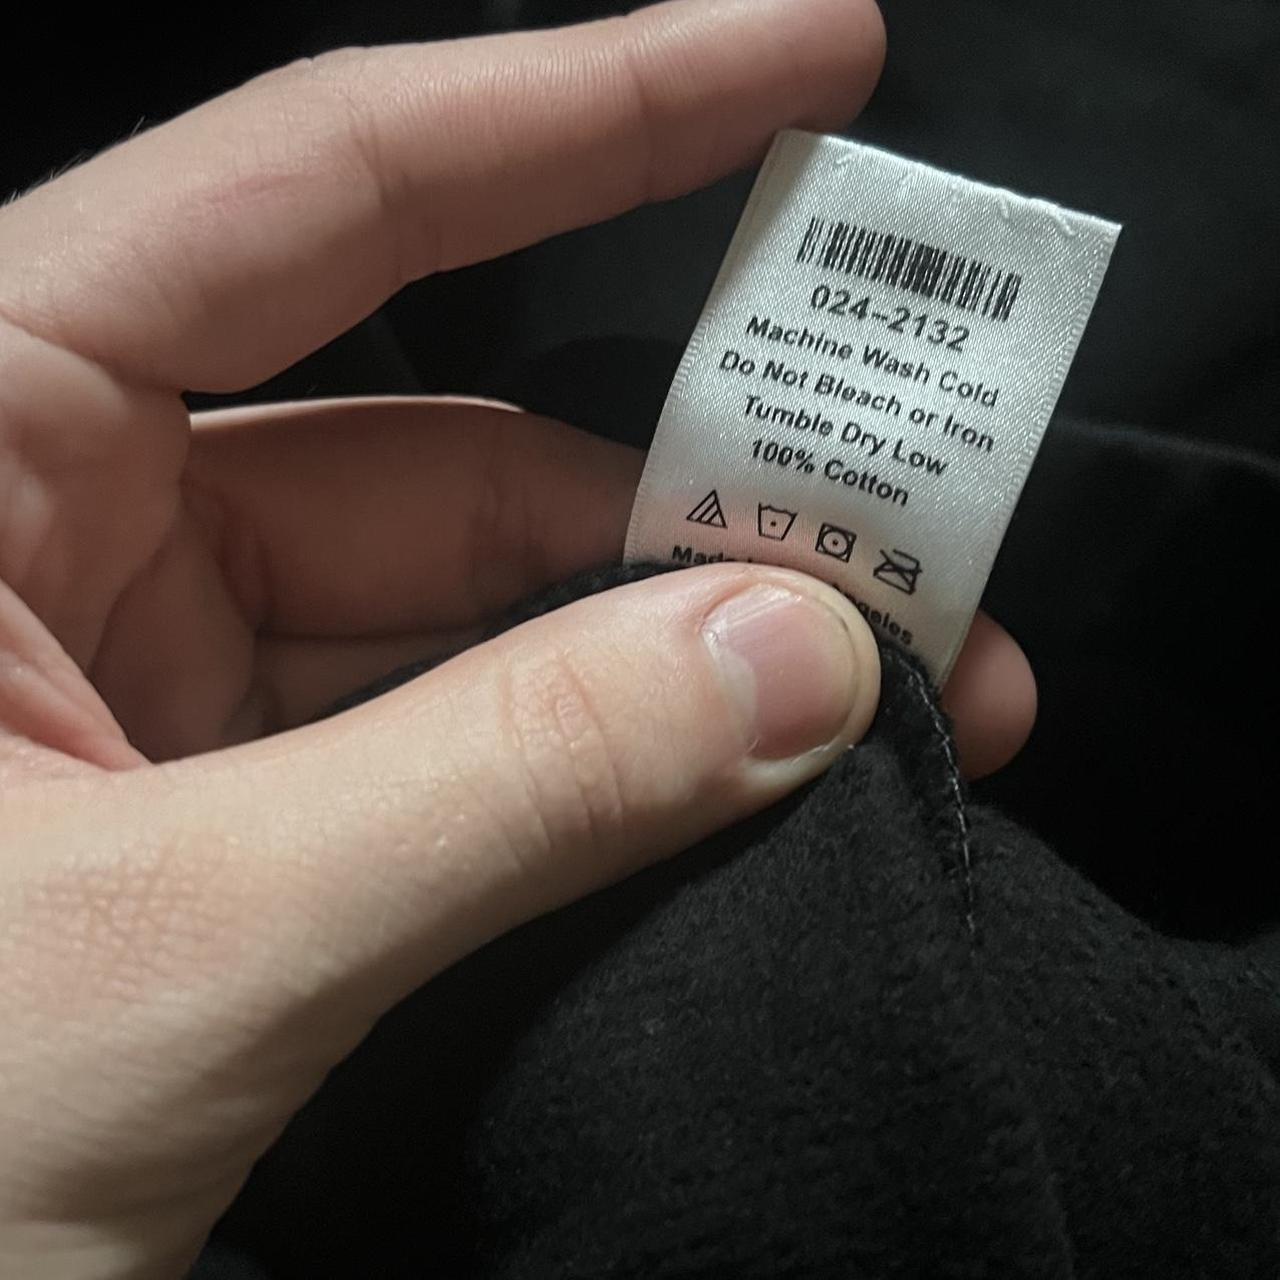 024-2132
Machine Wash Cold
Do Not Bleach or Iron
Tumble Dry Low
100% Cotton